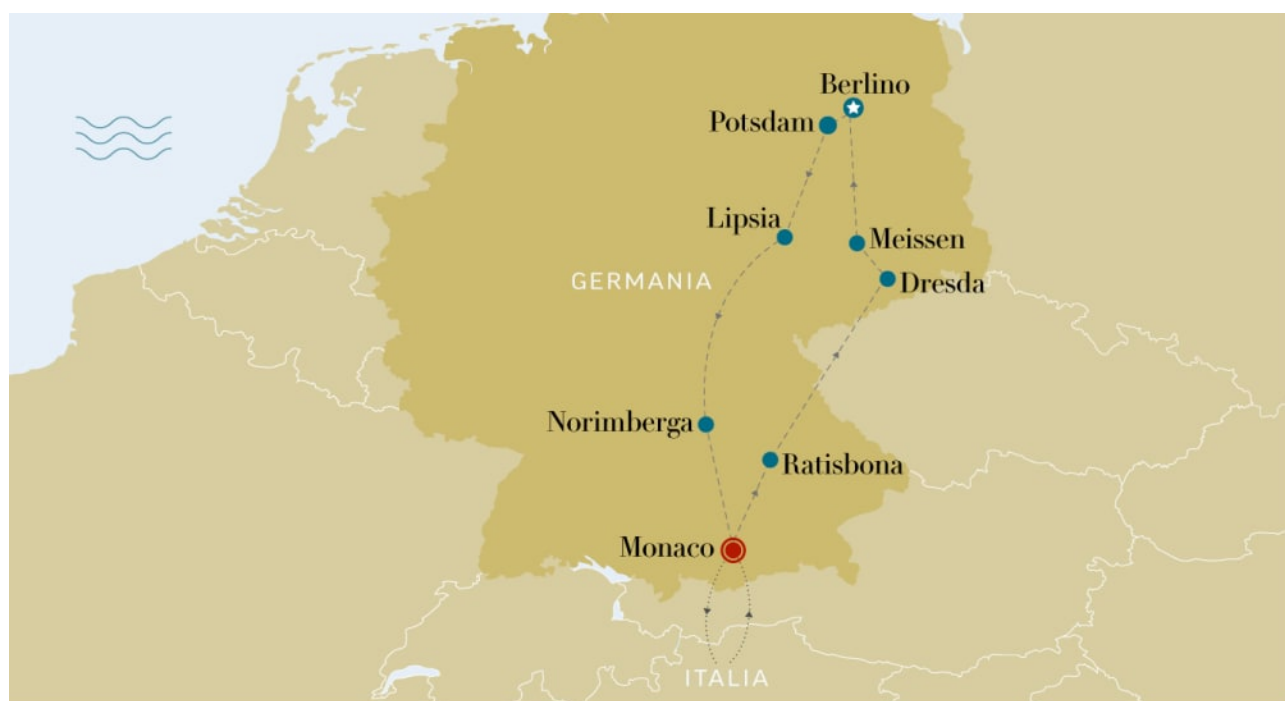 Berlino
Potsdam
Lipsia
Meissen
GERMANIA
Dresda
Norimberga
Ratisbona
Monaco
ITALIA